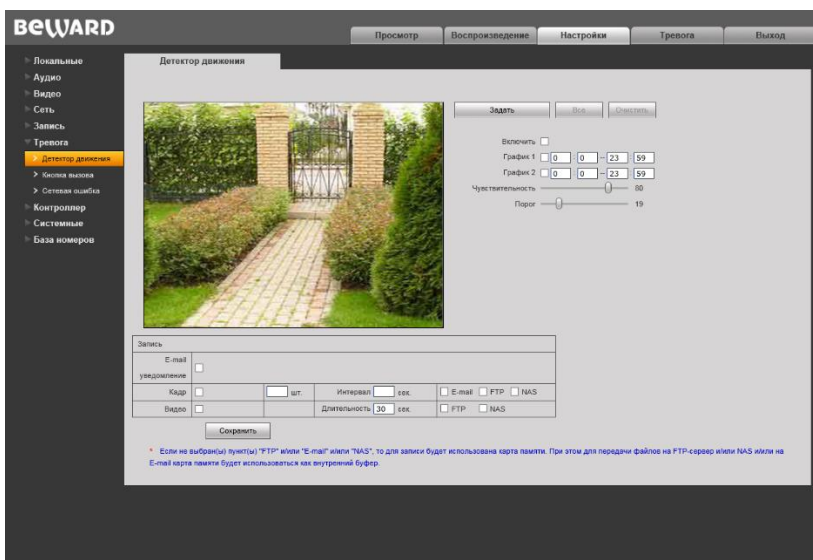 BEWARD
Просмотр Воспроизведение Настройки Тревога Выход
Локальные
Аудио
Видео
Сеть
Запись
Тревога
Детектор движения
Кнопка вызова
Сетевая ошибка
Контроллер
Системные
База номеров
Детектор движения
Задать Все Очистить
Включить
График 1 0 : 0 – 23 : 59
График 2 0 : 0 – 23 : 59
Чувствительность 80
Порог 19
Запись
E-mail
уведомление
Кадр шт. Интервал сек. E-mail FTP NAS
Видео Длительность 30 сек. FTP NAS
Сохранить
* Если не выбран(ы) пункт(ы) "FTP" и/или "E-mail" и/или "NAS", то для записи будет использована карта памяти. При этом для передачи файлов на FTP-сервер и/или NAS и/или на
E-mail карта памяти будет использоваться как внутренний буфер.